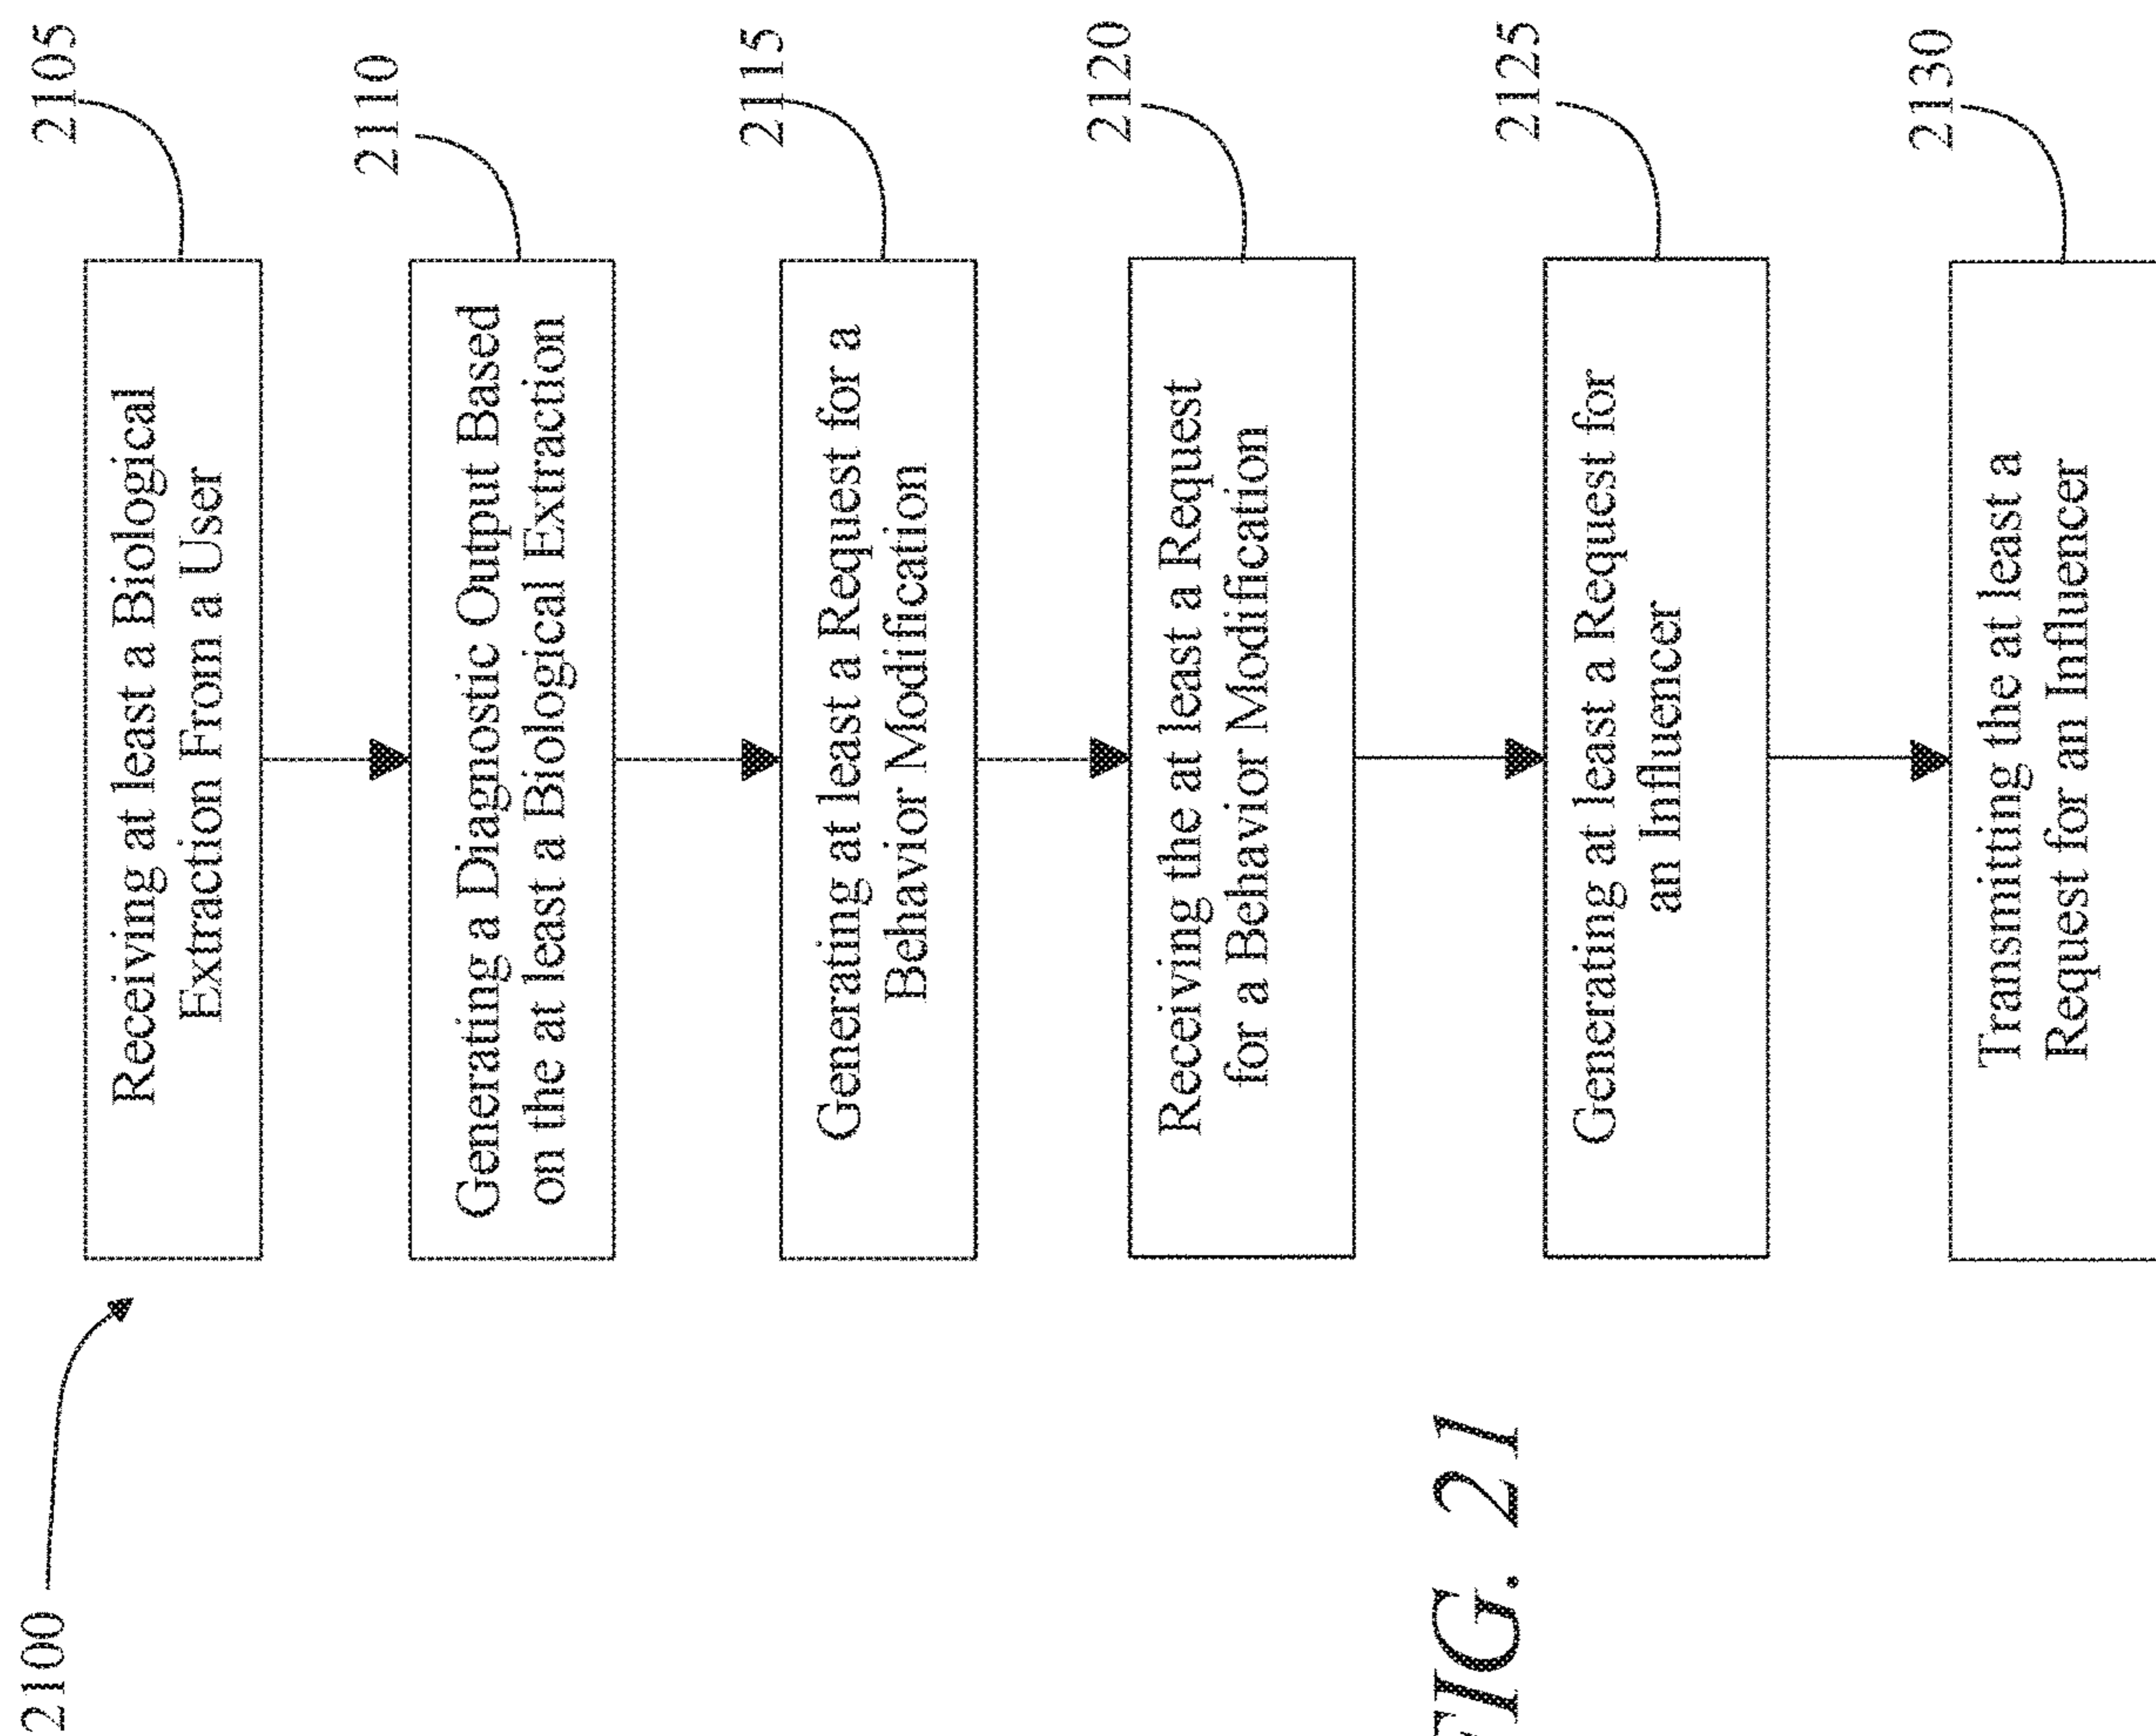 2100
2105
Receiving at least a Biological
Extraction From a User
2110
Generating a Diagnostic Output Based
on the at least a Biological Extraction
2115
Generating at least a Request for a
Behavior Modification
2120
Receiving the at least a Request
for a Behavior Modification
2125
Generating at least a Request for
an Influencer
2130
Transmitting the at least a
Request for an Influencer
FIG. 21